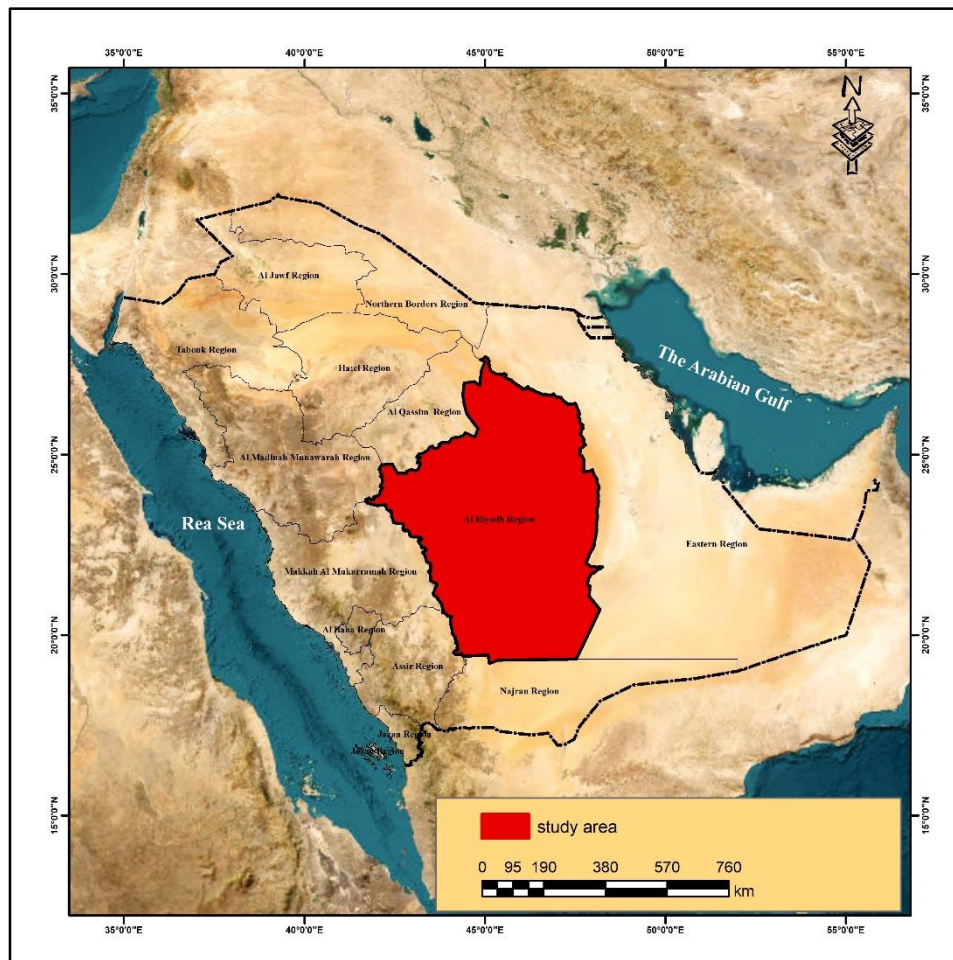 35°0'0"E 40°0'0"E 45°0'0"E 50°0'0"E 55°0'0"E
35°0'0"N 35°0'0"N
N
30°0'0"N 30°0'0"N
Al Jawf Region
Northern Borders Region
Tabouk Region
Hayel Region
The Arabian Gulf
Al Qassim Region
25°0'0"N 25°0'0"N
Al Madinah Munawarah Region
Rea Sea
Al Riyadh Region
Eastern Region
Makkah Al Mukarramah Region
Al Baha Region
20°0'0"N 20°0'0"N
Assir Region
Najran Region
Jazan Region
Jazan Region
15°0'0"N 15°0'0"N
study area
0 95 190 380 570 760
km
35°0'0"E 40°0'0"E 45°0'0"E 50°0'0"E 55°0'0"E